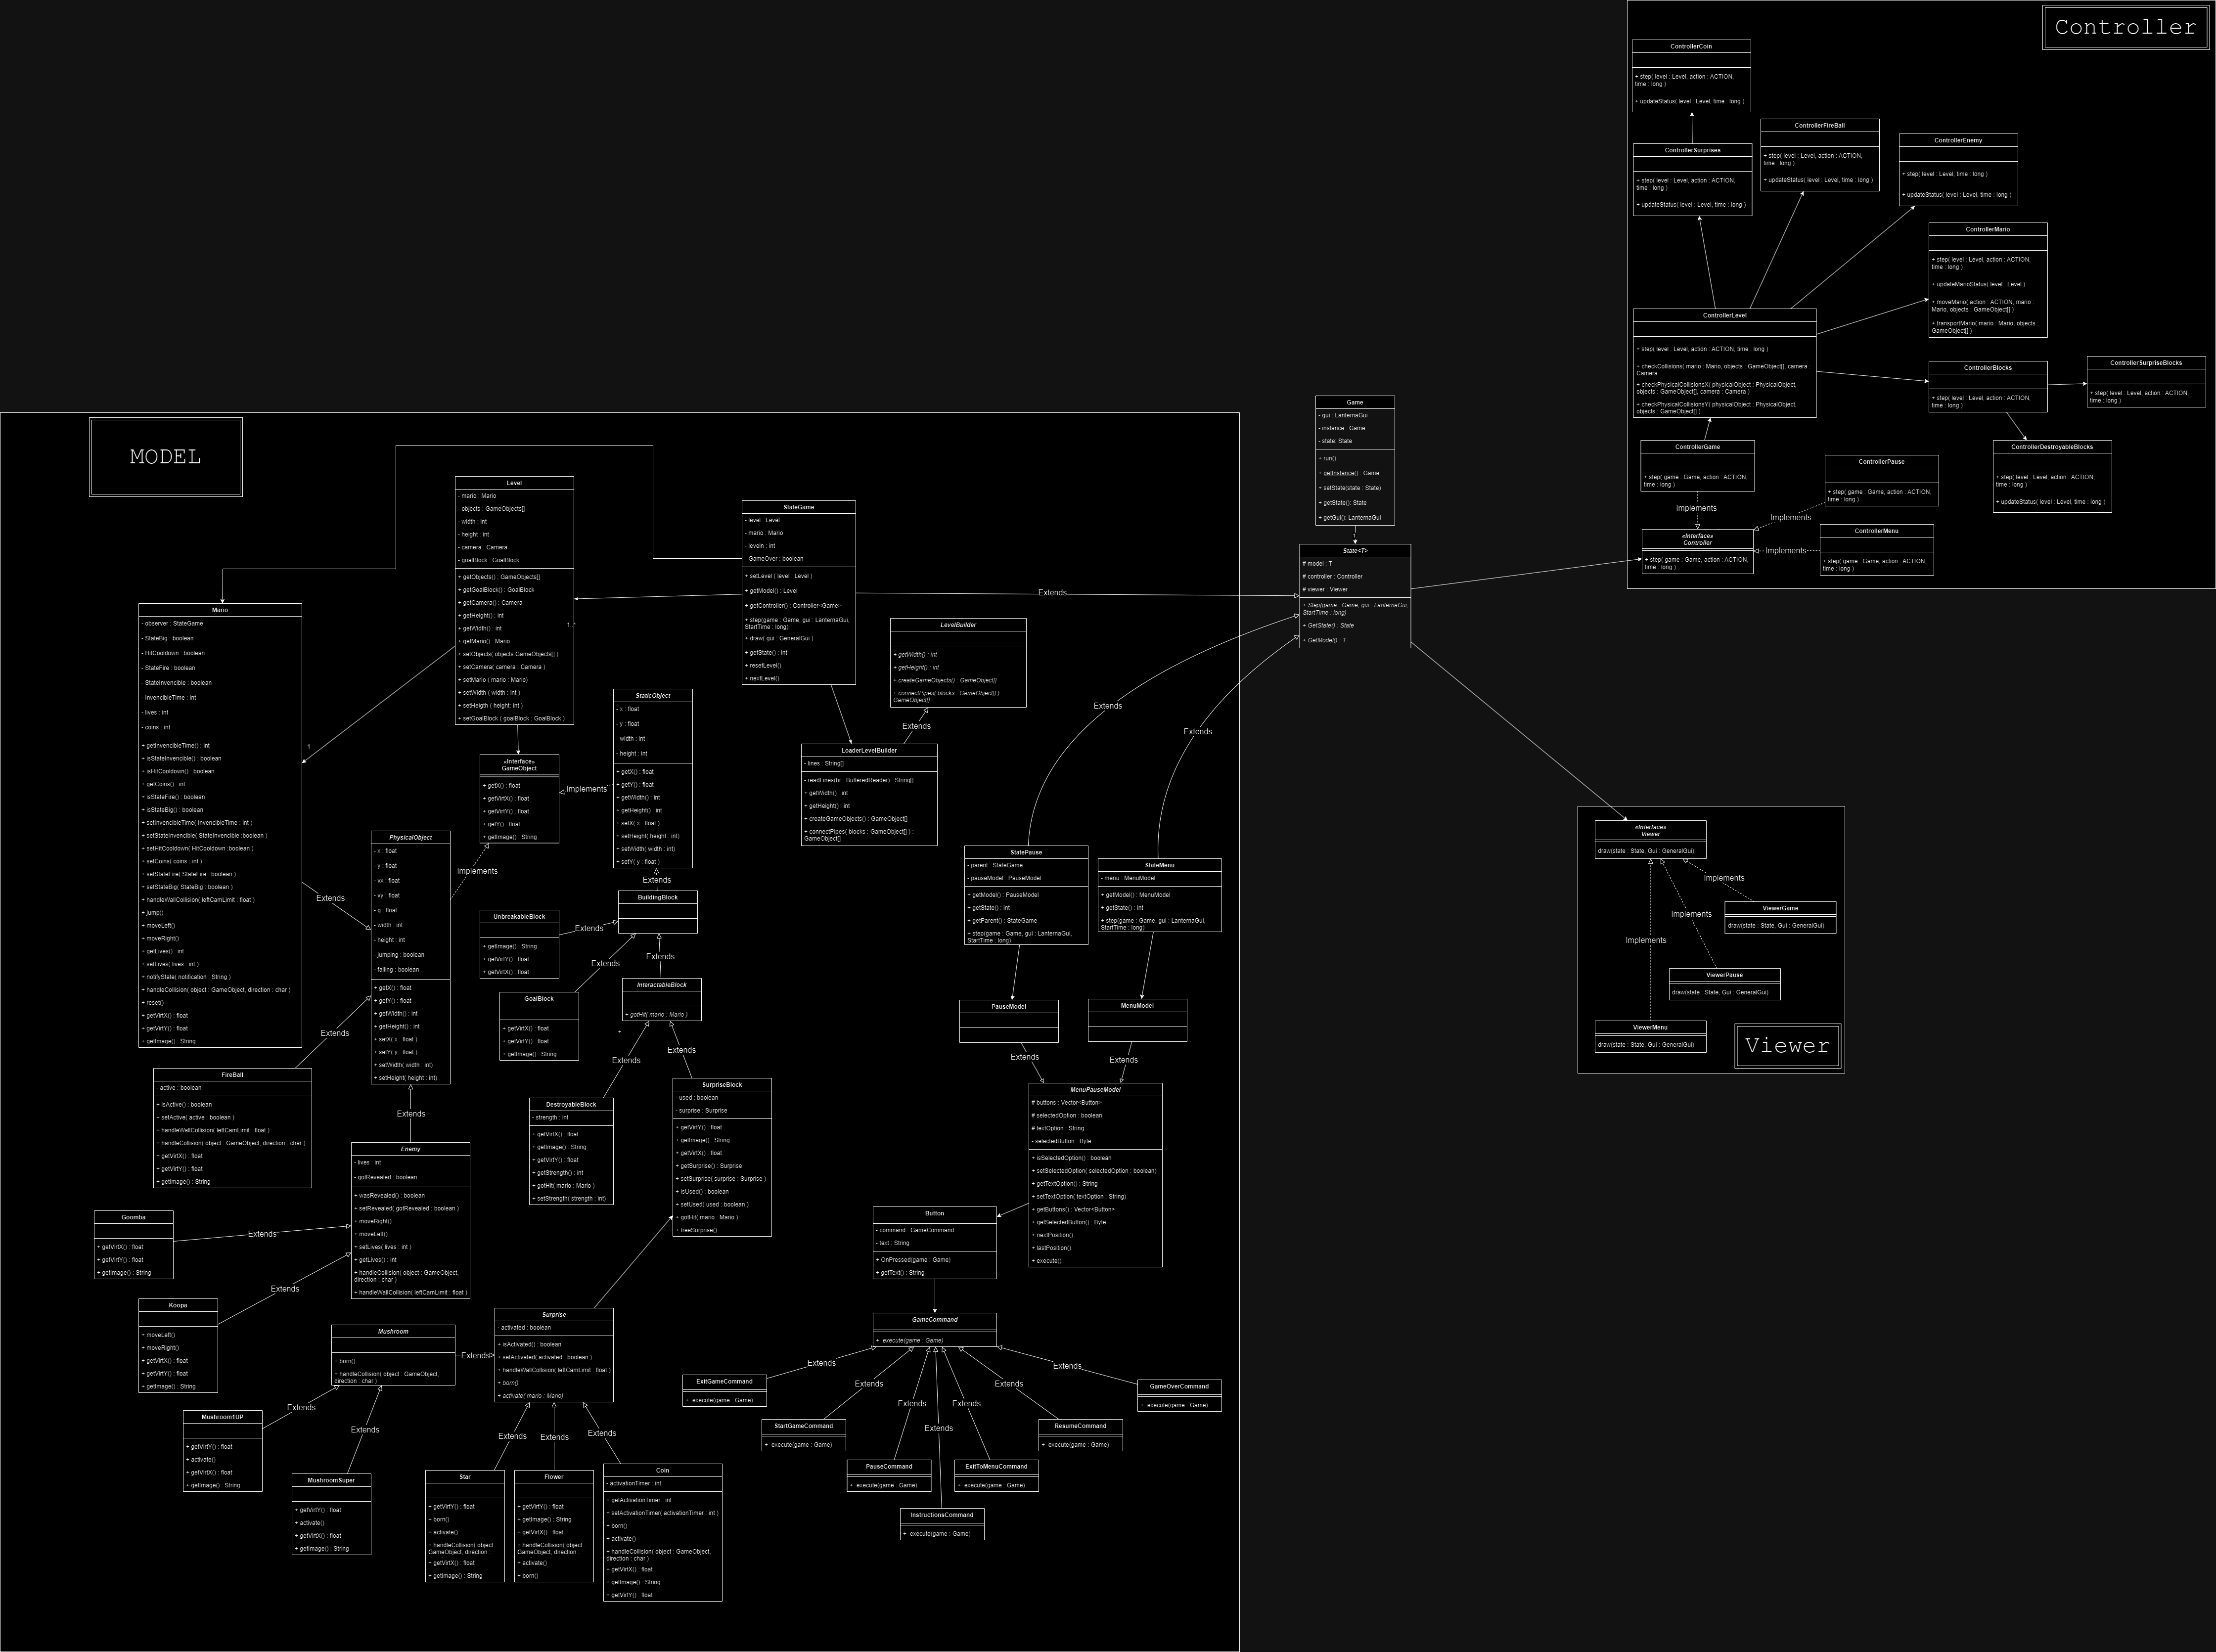 Controller
ControllerCoin
+ step( level : Level, action : ACTION,
time : long )
+ updateStatus( level : Level, time : long )
ControllerFireBall
+ step( level : Level, action : ACTION,
time : long )
+ updateStatus( level : Level, time : long )
ControllerEnemy
+ step( level : Level, time : long )
+ updateStatus( level : Level, time : long )
ControllerSurprises
+ step( level : Level, action : ACTION,
time : long )
+ updateStatus( level : Level, time : long )
ControllerMario
+ step( level : Level, action : ACTION,
time : long )
+ updateMarioStatus( level : Level )
+ moveMario( action : ACTION, mario :
Mario, objects : GameObject[] )
+ transportMario( mario : Mario, objects :
GameObject[] )
ControllerLevel
+ step( level : Level, action : ACTION, time : long )
+ checkCollisions( mario : Mario, objects : GameObject[], camera :
Camera
+ checkPhysicalCollisionsX( physicalObject : PhysicalObject,
objects : GameObject[], camera : Camera )
+ checkPhysicalCollisionsY( physicalObject : PhysicalObject,
objects : GameObject[] )
ControllerBlocks
+ step( level : Level, action : ACTION,
time : long )
ControllerSurpriseBlocks
+ step( level : Level, action : ACTION,
time : long )
ControllerDestroyableBlocks
+ step( level : Level, action : ACTION,
time : long )
+ updateStatus( level : Level, time : long )
ControllerGame
+ step( game : Game, action : ACTION,
time : long )
ControllerPause
+ step( game : Game, action : ACTION,
time : long )
Implements
Implements
Implements
«Interface»
Controller
+ step( game : Game, action : ACTION,
time : long )
ControllerMenu
+ step( game : Game, action : ACTION,
time : long )
Game
- gui : LanternaGui
- instance : Game
- state: State
+ run()
+ getInstance() : Game
+ setState(state : State)
+ getState(): State
+ getGui(): LanternaGui
1
State<T>
# model : T
# controller : Controller
# viewer : Viewer
+ Step(game : Game, gui : LanternaGui,
StartTime : long)
+ GetState() : State
+ GetModel() : T
MODEL
Level
- mario : Mario
- objects : GameObjects[]
- width : int
- height : int
- camera : Camera
- goalBlock : GoalBlock
+ getObjects() : GameObjects[]
+ getGoalBlock() : GoalBlock
+ getCamera() : Camera
+ getHeight() : int
+ getWidth() : int
+ getMario() : Mario
+ setObjects( objects:GameObjects[] )
+ setCamera( camera : Camera )
+ setMario ( mario : Mario)
+ setWidth ( width : int )
+ setHeigth ( height: int )
+ setGoalBlock ( goalBlock : GoalBlock )
1..*
StateGame
- level : Level
- mario : Mario
- leveln : int
- GameOver : boolean
+ setLevel ( level : Level )
+ getModel() : Level
+ getController() : Controller<Game>
+ step(game : Game, gui : LanternaGui,
StartTime : long)
+ draw( gui : GeneralGui )
+ getState() : int
+ resetLevel()
+ nextLevel()
Extends
LevelBuilder
+ getWidth() : int
+ getHeight() : int
+ createGameObjects() : GameObject[]
+ connectPipes( blocks : GameObject[] ) :
GameObject[]
Extends
LoaderLevelBuilder
- lines : String[]
- readLines(br : BufferedReader) : String[]
+ getWidth() : int
+ getHeight() : int
+ createGameObjects() : GameObject[]
+ connectPipes( blocks : GameObject[] ) :
GameObject[]
Mario
- observer : StateGame
- StateBig : boolean
- HitCooldown : boolean
- StateFire : boolean
- StateInvencible : boolean
- InvencibleTime : int
- lives : int
- coins : int
+ getInvencibleTime() : int
+ isStateInvencible() : boolean
+ isHitCooldown() : boolean
+ getCoins() : int
+ isStateFire() : boolean
+ isStateBig() : boolean
+ setInvencibleTime( InvencibleTime : int )
+ setStateInvencible( StateInvencible :boolean )
+ setHitCooldown( HitCooldown :boolean )
+ setCoins( coins : int )
+ setStateFire( StateFire : boolean )
+ setStateBig( StateBig : boolean )
+ handleWallCollision( leftCamLimit : float )
+ jump()
+ moveLeft()
+ moveRight()
+ getLives() : int
+ setLives( lives : int )
+ notifyState( notification : String )
+ handleCollision( object : GameObject, direction : char )
+ reset()
+ getVirtX() : float
+ getVirtY() : float
+ getImage() : String
1
Extends
«Interface»
GameObject
+ getX() : float
+ getVirtX() : float
+ getVirtY() : float
+ getY() : float
+ getImage() : String
Implements
Implements
StaticObject
- x : float
- y : float
- width : int
- height : int
+ getX() : float
+ getY() : float
+ getWidth() : int
+ getHeight() : int
+ setX( x : float )
+ setHeight( height : int)
+ setWidth( width: int)
+ setY( y : float )
Extends
PhysicalObject
- x : float
- y : float
- vx : float
- vy : float
- g : float
- width : int
- height : int
- jumping : boolean
- falling : boolean
+ getX() : float
+ getY() : float
+ getWidth() : int
+ getHeight() : int
+ setX( x : float )
+ setY( y : float )
+ setWidth( width : int)
+ setHeight( height : int)
BuildingBlock
UnbreakableBlock
+ getImage() : String
+ getVirtY() : float
+ getVirtX() : float
Extends
Extends
Extends
GoalBlock
+ getVirtX() : float
+ getVirtY() : float
+ getImage() : String
InteractableBlock
+ gotHit( mario : Mario )
+
Extends
Extends
DestroyableBlock
- strength : int
+ getVirtX() : float
+ getImage() : String
+ getVirtY() : float
+ getStrength() : int
+ gotHit( mario : Mario )
+ setStrength( strength : int)
SurpriseBlock
- used : boolean
- surprise : Surprise
+ getVirtY() : float
+ getImage() : String
+ getVirtX() : float
+ getSurprise() : Surprise
+ setSurprise( surprise : Surprise )
+ isUsed() : boolean
+ setUsed( used : boolean )
+ gotHit( mario : Mario )
+ freeSurprise()
Extends
FireBall
- active : boolean
+ isActive() : boolean
+ setActive( active : boolean )
+ handleWallCollision( leftCamLimit : float )
+ handleCollision( object : GameObject, direction : char )
+ getVirtX() : float
+ getVirtY() : float
+ getImage() : String
Extends
Enemy
- lives : int
- gotRevealed : boolean
+ wasRevealed() : boolean
+ setRevealed( gotRevealed : boolean )
+ moveRight()
+ moveLeft()
+ setLives( lives : int )
+ getLives() : int
+ handleCollision( object : GameObject,
direction : char )
+ handleWallCollision( leftCamLimit : float )
Goomba
+ getVirtX() : float
+ getVirtY() : float
+ getImage() : String
Extends
Extends
Koopa
+ moveLeft()
+ moveRight()
+ getVirtX() : float
+ getVirtY() : float
+ getImage() : String
Mushroom
+ born()
+ handleCollision( object : GameObject,
direction : char )
Extends
Surprise
- activated : boolean
+ isActivated() : boolean
+ setActivated( activated : boolean )
+ handleWallCollision( leftCamLimit : float )
+ born()
+ activate( mario : Mario)
Extends
Extends
Mushroom1UP
+ getVirtY() : float
+ activate()
+ getVirtX() : float
+ getImage() : String
MushroomSuper
+ getVirtY() : float
+ activate()
+ getVirtX() : float
+ getImage() : String
Extends
Extends
Extends
Star
+ getVirtY() : float
+ born()
+ activate()
+ handleCollision( object :
GameObject, direction :
+ getVirtX() : float
+ getImage() : String
Flower
+ getVirtY() : float
+ getImage() : String
+ getVirtX() : float
+ handleCollision( object :
GameObject, direction :
+ activate()
+ born()
Coin
- activationTimer : int
+ getActivationTimer : int
+ setActivationTimer( activationTimer : int )
+ born()
+ activate()
+ handleCollision( object : GameObject,
direction : char )
+ getVirtX() : float
+ getImage() : String
+ getVirtY() : float
Extends
Extends
StatePause
- parent : StateGame
- pauseModel : PauseModel
+ getModel() : PauseModel
+ getState() : int
+ getParent() : StateGame
+ step(game : Game, gui : LanternaGui,
StartTime : long)
StateMenu
- menu : MenuModel
+ getModel() : MenuModel
+ getState() : int
+ step(game : Game, gui : LanternaGui,
StartTime : long)
PauseModel
MenuModel
Extends
Extends
MenuPauseModel
# buttons : Vector<Button>
# selectedOption : boolean
# textOption : String
- selectedButton : Byte
+ isSelectedOption() : boolean
+ setSelectedOption( selectedOption : boolean)
+ getTextOption() : String
+ setTextOption( textOption : String)
+ getButtons() : Vector<Button>
+ getSelectedButton() : Byte
+ nextPosition()
+ lastPosition()
+ execute()
Button
- command : GameCommand
- text : String
+ OnPressed(game : Game)
+ getText() : String
GameCommand
+ execute(game : Game)
Extends
Extends
Extends
Extends
Extends
Extends
Extends
ExitGameCommand
+ execute(game : Game)
StartGameCommand
+ execute(game : Game)
PauseCommand
+ execute(game : Game)
InstructionsCommand
+ execute(game : Game)
ExitToMenuCommand
+ execute(game : Game)
ResumeCommand
+ execute(game : Game)
GameOverCommand
+ execute(game : Game)
«Interface»
Viewer
draw(state : State, Gui : GeneralGui)
Implements
Implements
Implements
ViewerGame
draw(state : State, Gui : GeneralGui)
ViewerPause
draw(state : State, Gui : GeneralGui)
ViewerMenu
draw(state : State, Gui : GeneralGui)
Viewer